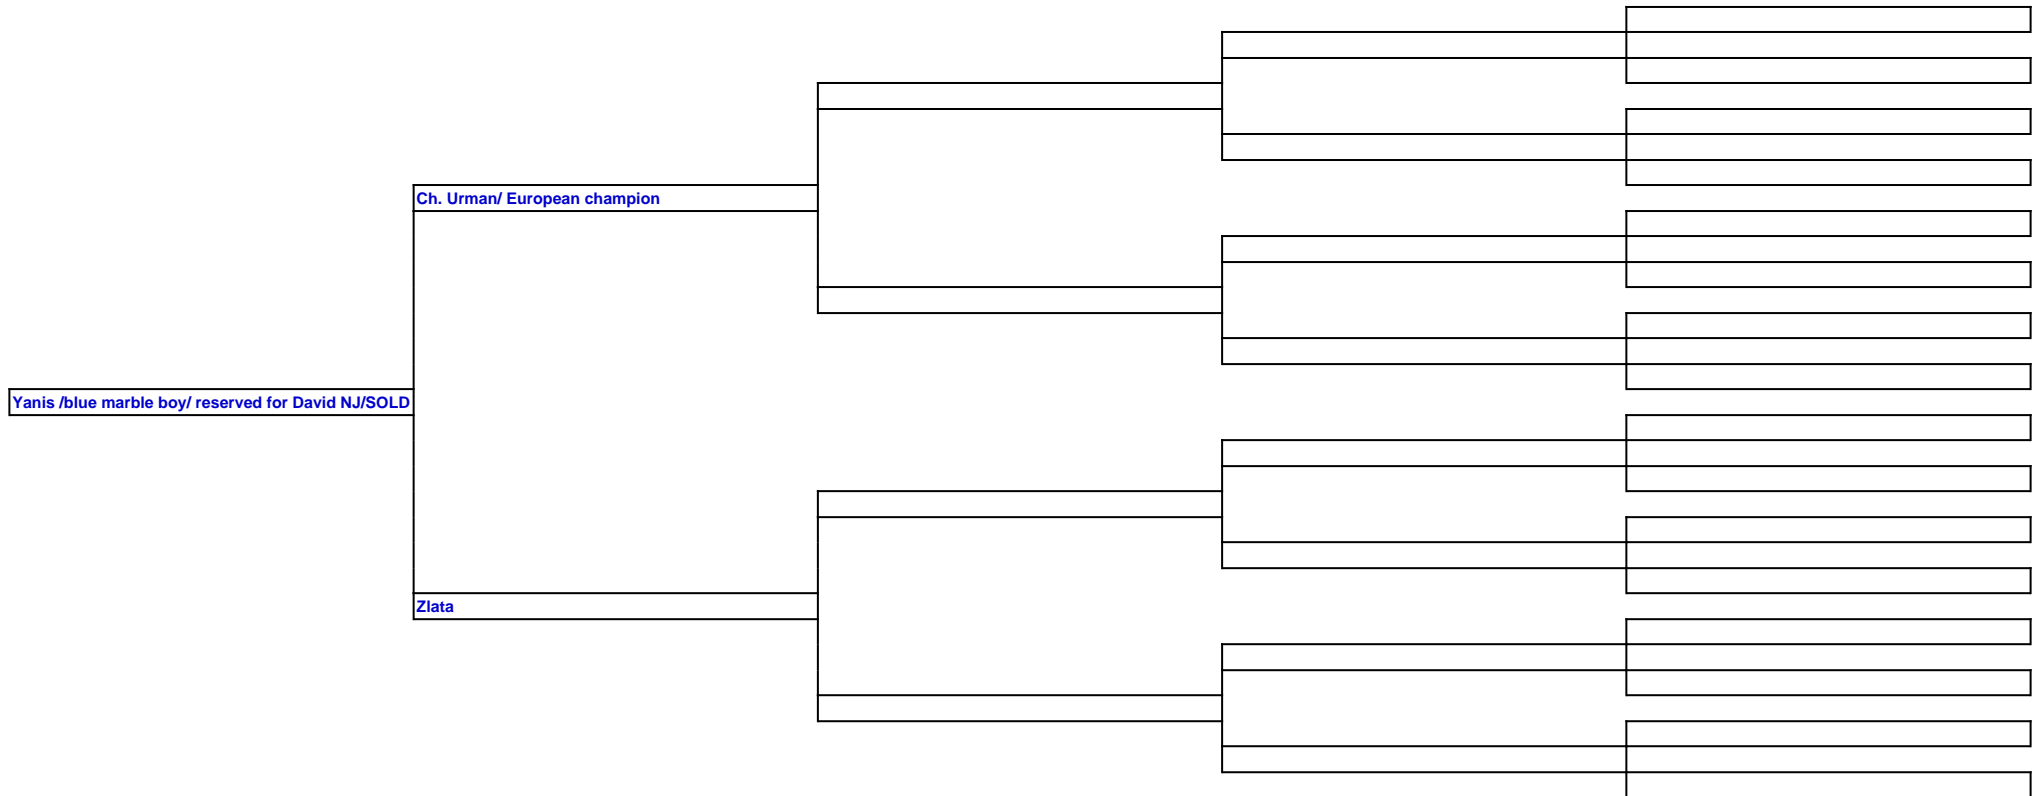 Ch. Urman/ European champion
Yanis /blue marble boy/ reserved for David NJ/SOLD
Zlata